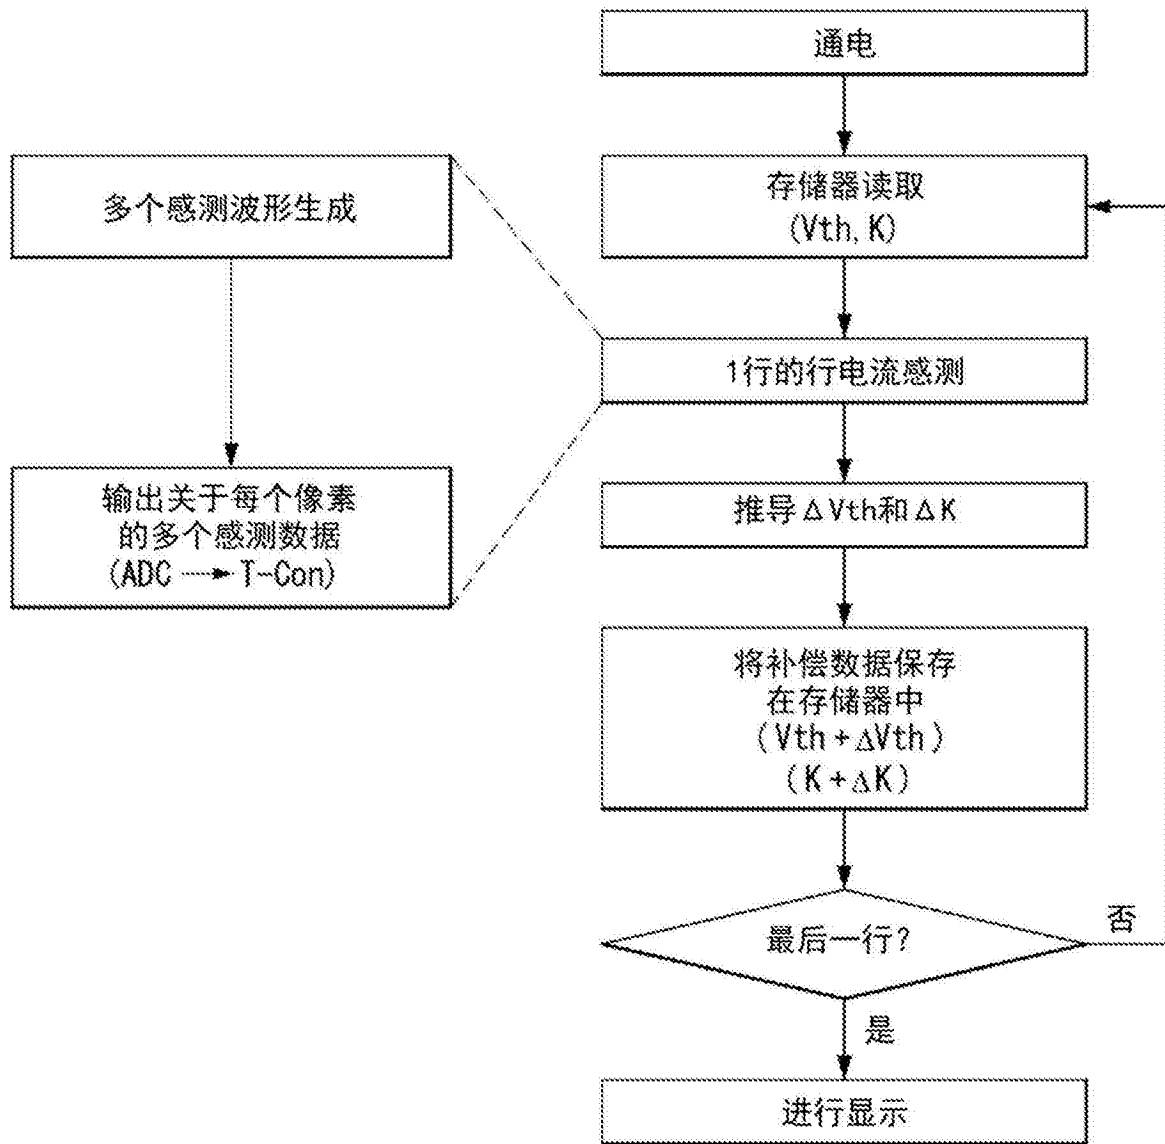 通电
存储器读取
(Vth, K)
多个感测波形生成
1行的行电流感测
输出关于每个像素
的多个感测数据
(ADC → T-Con)
推导ΔVth和ΔK
将补偿数据保存
在存储器中
(Vth+ΔVth)
(K+ΔK)
最后一行?
否
是
进行显示